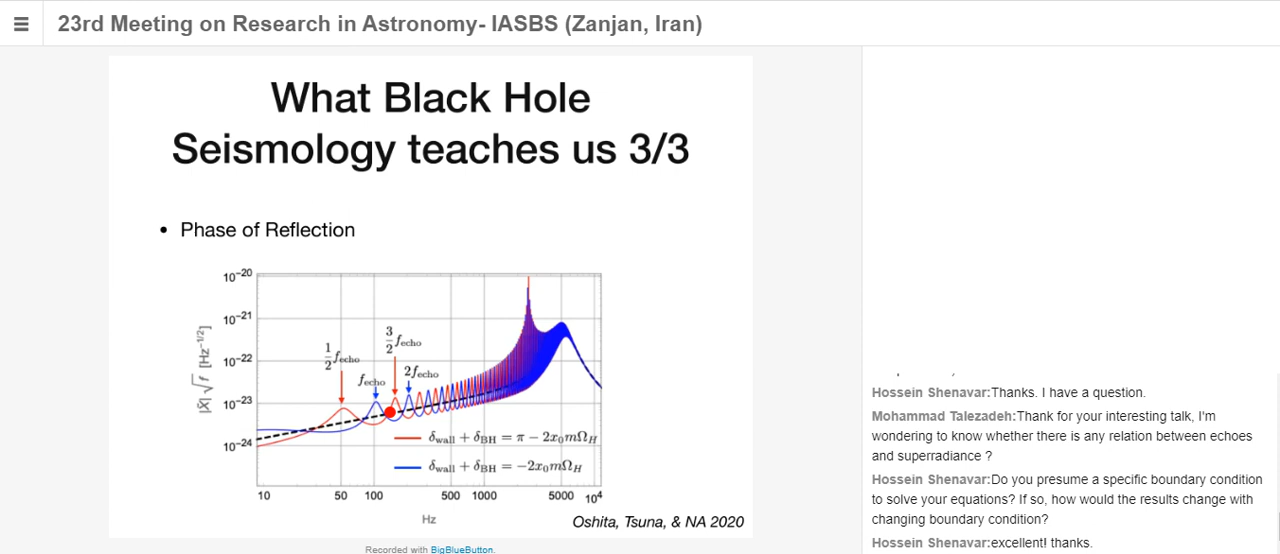 23rd Meeting on Research in Astronomy- IASBS (Zanjan, Iran)
What Black Hole
Seismology teaches us 3/3
• Phase of Reflection
10⁻²⁰
10⁻²¹
10⁻²²
10⁻²³
10⁻²⁴
|X̃|√f [Hz⁻¹/²]
1/2 f_echo
f_echo
3/2 f_echo
2f_echo
δ_wall + δ_BH = π − 2x₀mΩ_H
δ_wall + δ_BH = −2x₀mΩ_H
10 50 100 500 1000 5000 10⁴
Hz
Oshita, Tsuna, & NA 2020
Recorded with BigBlueButton.
Hossein Shenavar:Thanks. I have a question.
Mohammad Talezadeh:Thank for your interesting talk, I'm
wondering to know whether there is any relation between echoes
and superradiance ?
Hossein Shenavar:Do you presume a specific boundary condition
to solve your equations? If so, how would the results change with
changing boundary condition?
Hossein Shenavar:excellent! thanks.